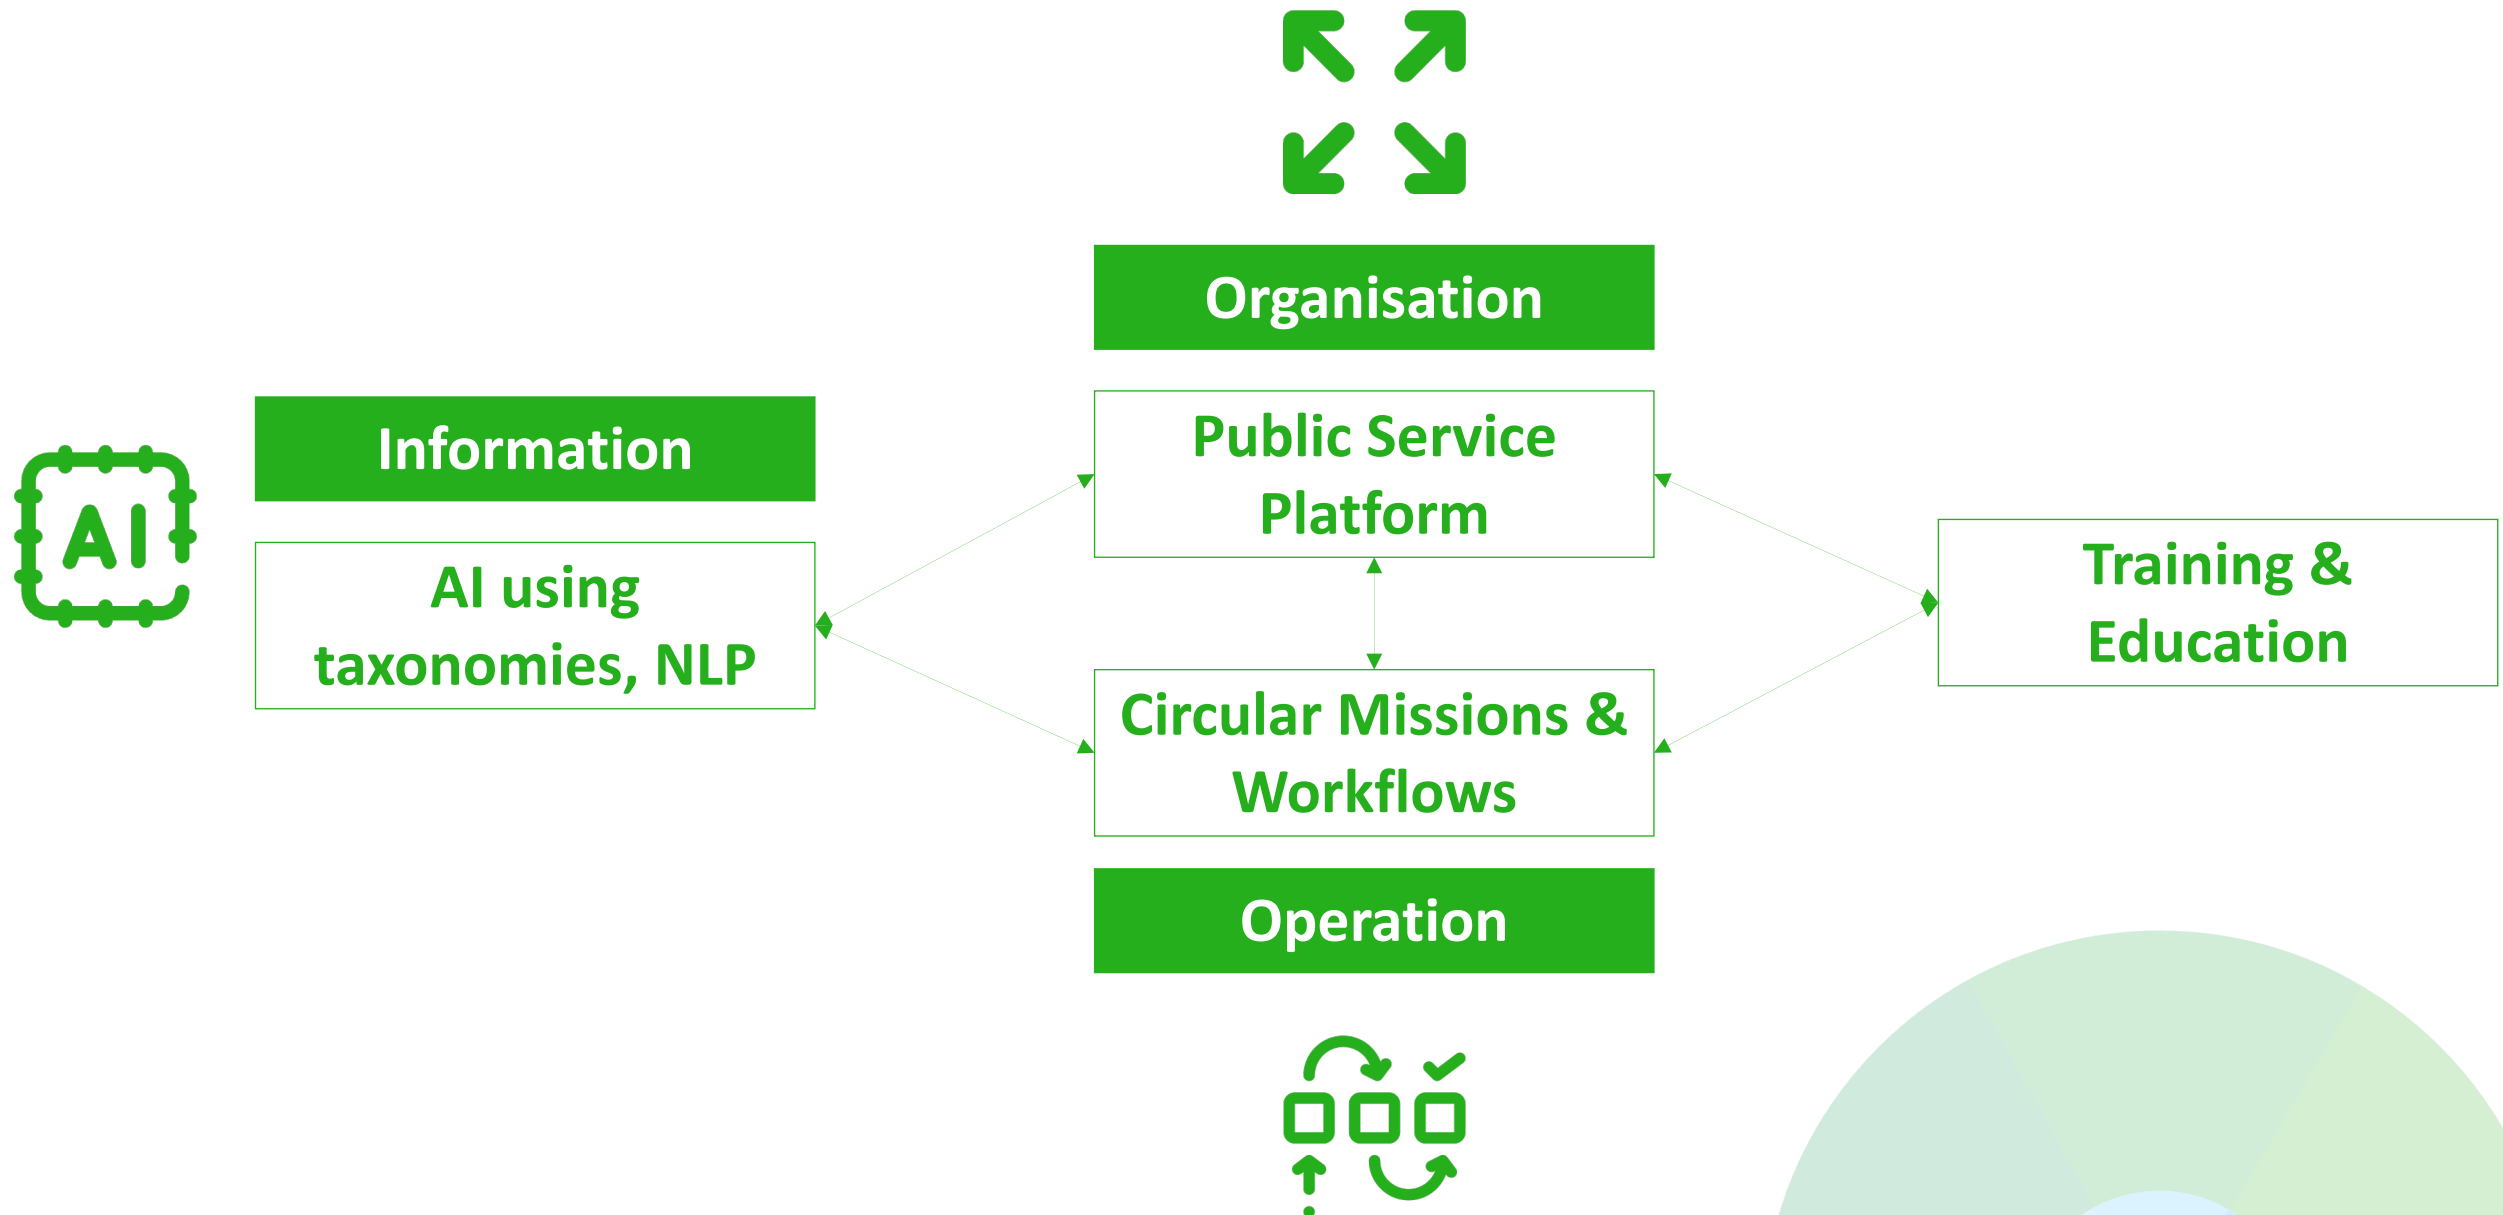 Organisation
Information
Public Service
Platform
AI
AI using
taxonomies, NLP
Training &
Education
Circular Missions &
Workflows
Operation